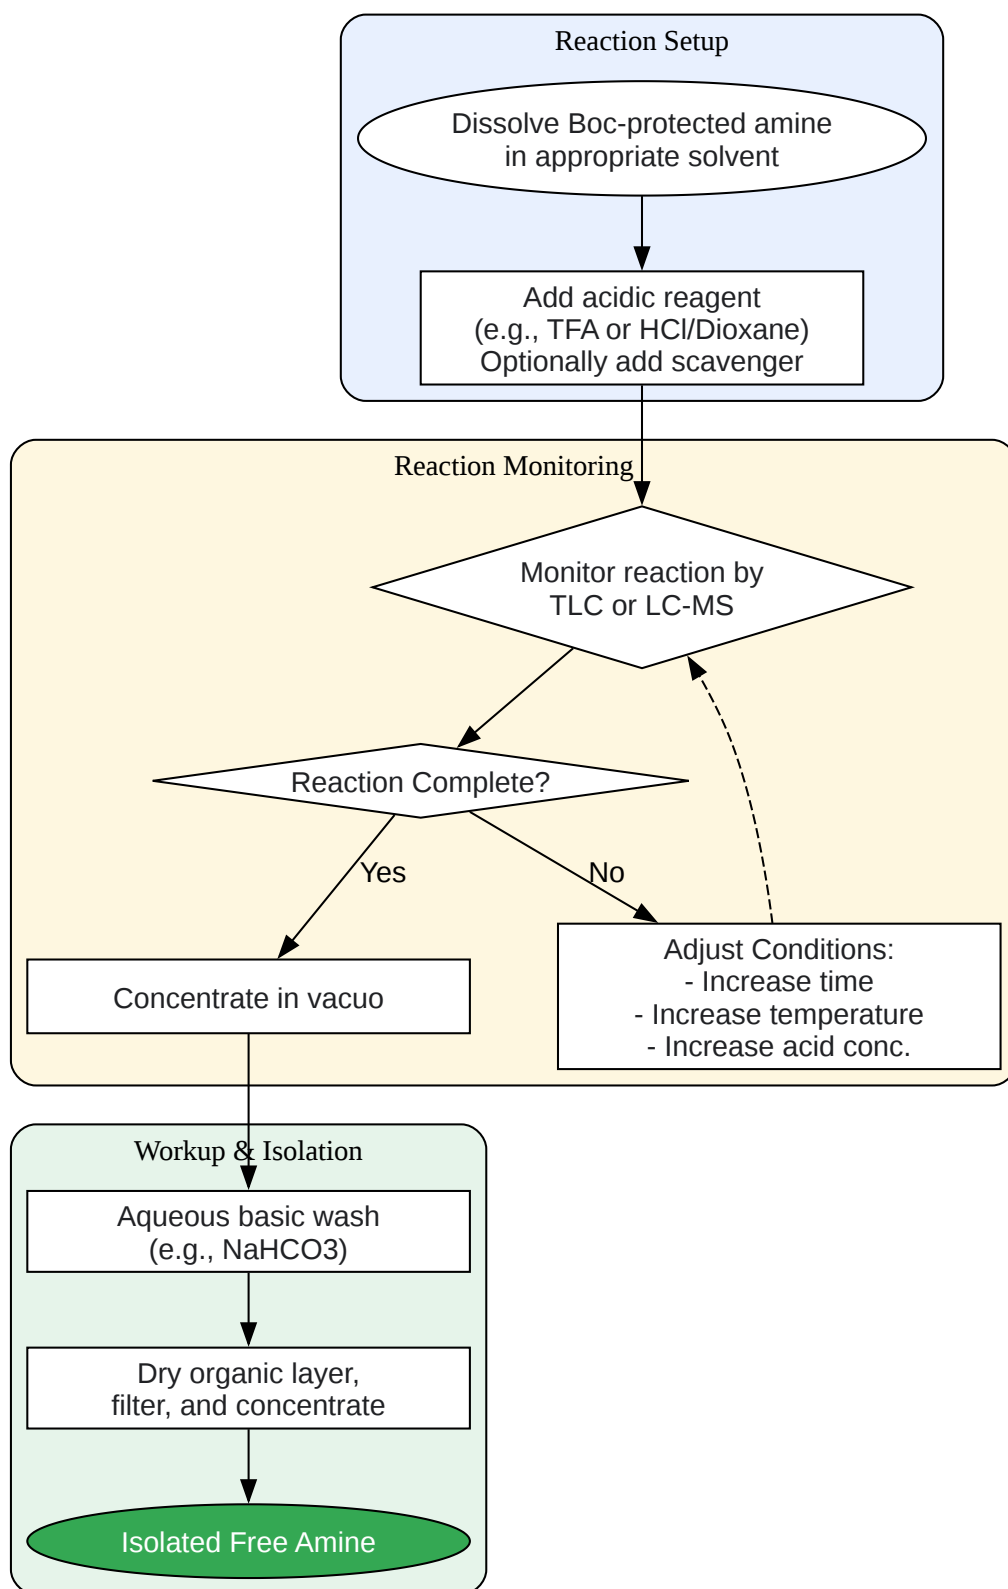 Reaction Setup
Dissolve Boc-protected amine
in appropriate solvent
Add acidic reagent
(e.g., TFA or HCl/Dioxane)
Optionally add scavenger
Reaction Monitoring
Monitor reaction by
TLC or LC-MS
Reaction Complete?
Yes
No
Adjust Conditions:
- Increase time
- Increase temperature
- Increase acid conc.
Concentrate in vacuo
Workup & Isolation
Aqueous basic wash
(e.g., NaHCO3)
Dry organic layer,
filter, and concentrate
Isolated Free Amine